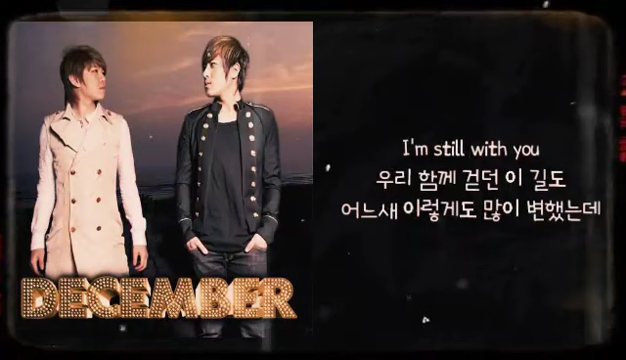 DECEMBER
I'm still with you
우리 함께 걷던 이 길도
어느새 이렇게도 많이 변했는데